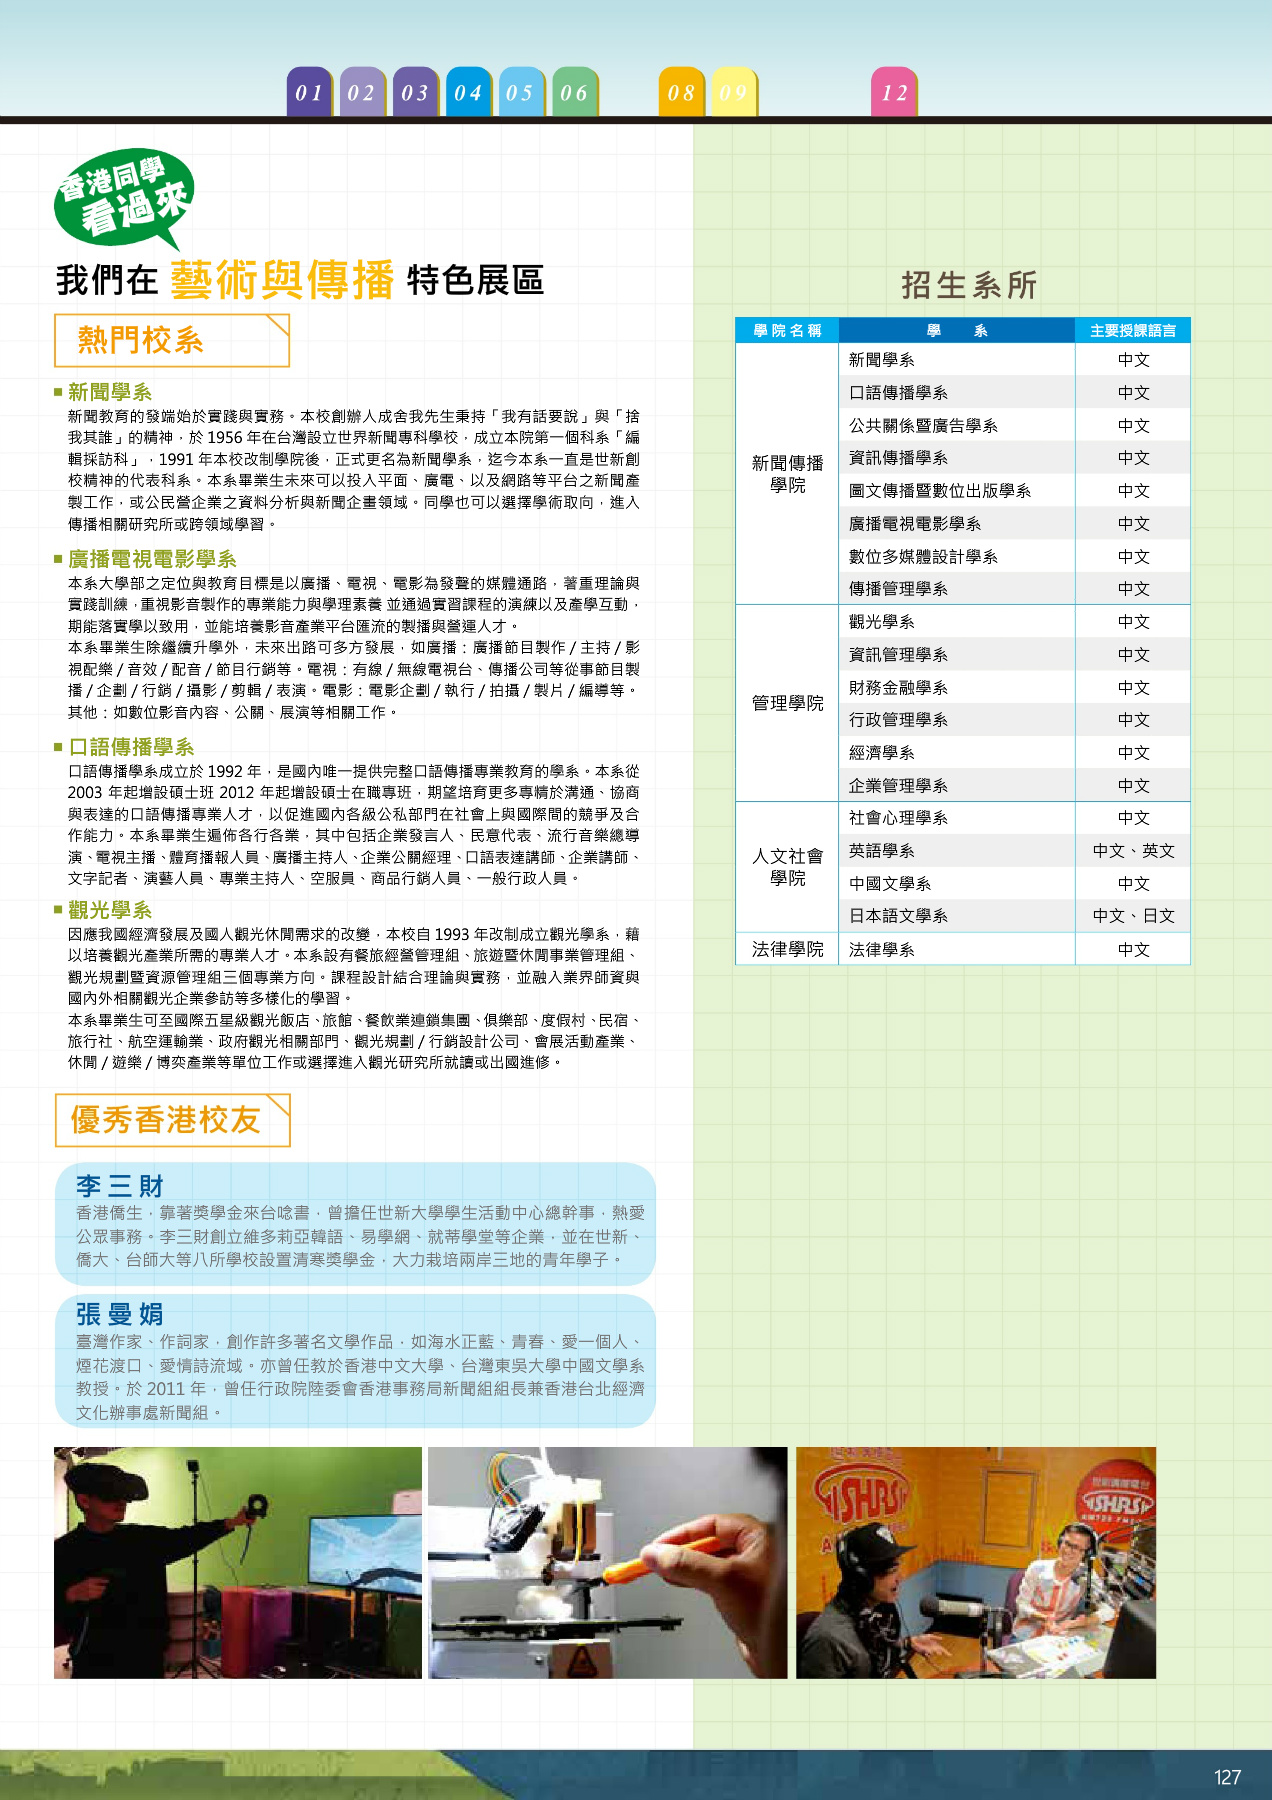 01 02 03 04 05 06 08 09 12
香港同學
看過來
我們在 藝術與傳播 特色展區
熱門校系
新聞學系
新聞教育的發端始於實踐與實務。本校創辦人成舍我先生秉持「我有話要說」與「捨
我其誰」的精神，於 1956 年在台灣設立世界新聞專科學校，成立本院第一個科系「編
輯採訪科」，1991 年本校改制學院後，正式更名為新聞學系，迄今本系一直是世新創
校精神的代表科系。本系畢業生未來可以投入平面、廣電、以及網路等平台之新聞產
製工作，或公民營企業之資料分析與新聞企畫領域。同學也可以選擇學術取向，進入
傳播相關研究所或跨領域學習。
廣播電視電影學系
本系大學部之定位與教育目標是以廣播、電視、電影為發聲的媒體通路，著重理論與
實踐訓練，重視影音製作的專業能力與學理素養 並通過實習課程的演練以及產學互動，
期能落實學以致用，並能培養影音產業平台匯流的製播與營運人才。
本系畢業生除繼續升學外，未來出路可多方發展，如廣播：廣播節目製作 / 主持 / 影
視配樂 / 音效 / 配音 / 節目行銷等。電視：有線 / 無線電視台、傳播公司等從事節目製
播 / 企劃 / 行銷 / 攝影 / 剪輯 / 表演。電影：電影企劃 / 執行 / 拍攝 / 製片 / 編導等。
其他：如數位影音內容、公關、展演等相關工作。
口語傳播學系
口語傳播學系成立於 1992 年，是國內唯一提供完整口語傳播專業教育的學系。本系從
2003 年起增設碩士班 2012 年起增設碩士在職專班，期望培育更多專精於溝通、協商
與表達的口語傳播專業人才，以促進國內各級公私部門在社會上與國際間的競爭及合
作能力。本系畢業生遍佈各行各業，其中包括企業發言人、民意代表、流行音樂總導
演、電視主播、體育播報人員、廣播主持人、企業公關經理、口語表達講師、企業講師、
文字記者、演藝人員、專業主持人、空服員、商品行銷人員、一般行政人員。
觀光學系
因應我國經濟發展及國人觀光休閒需求的改變，本校自 1993 年改制成立觀光學系，藉
以培養觀光產業所需的專業人才。本系設有餐旅經營管理組、旅遊暨休閒事業管理組、
觀光規劃暨資源管理組三個專業方向。課程設計結合理論與實務，並融入業界師資與
國內外相關觀光企業參訪等多樣化的學習。
本系畢業生可至國際五星級觀光飯店、旅館、餐飲業連鎖集團、俱樂部、度假村、民宿、
旅行社、航空運輸業、政府觀光相關部門、觀光規劃 / 行銷設計公司、會展活動產業、
休閒 / 遊樂 / 博奕產業等單位工作或選擇進入觀光研究所就讀或出國進修。
優秀香港校友
李三財
香港僑生，靠著獎學金來台唸書，曾擔任世新大學學生活動中心總幹事，熱愛
公眾事務。李三財創立維多莉亞韓語、易學網、就蒂學堂等企業，並在世新、
僑大、台師大等八所學校設置清寒獎學金，大力栽培兩岸三地的青年學子。
張曼娟
臺灣作家、作詞家，創作許多著名文學作品，如海水正藍、青春、愛一個人、
煙花渡口、愛情詩流域。亦曾任教於香港中文大學、台灣東吳大學中國文學系
教授。於 2011 年，曾任行政院陸委會香港事務局新聞組組長兼香港台北經濟
文化辦事處新聞組。
招生系所
學院名稱 學 系 主要授課語言
新聞傳播
學院
新聞學系 中文
口語傳播學系 中文
公共關係暨廣告學系 中文
資訊傳播學系 中文
圖文傳播暨數位出版學系 中文
廣播電視電影學系 中文
數位多媒體設計學系 中文
傳播管理學系 中文
管理學院
觀光學系 中文
資訊管理學系 中文
財務金融學系 中文
行政管理學系 中文
經濟學系 中文
企業管理學系 中文
人文社會
學院
社會心理學系 中文
英語學系 中文、英文
中國文學系 中文
日本語文學系 中文、日文
法律學院 法律學系 中文
SHRS
SHRS
127